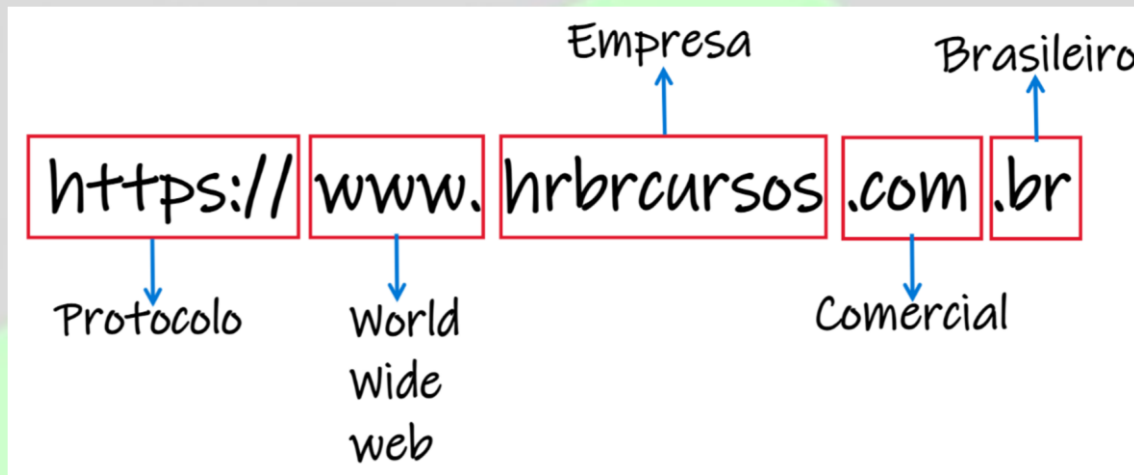 Empresa
Brasileiro
https:// www. hrbrcursos .com .br
Protocolo
World
Wide
web
Comercial